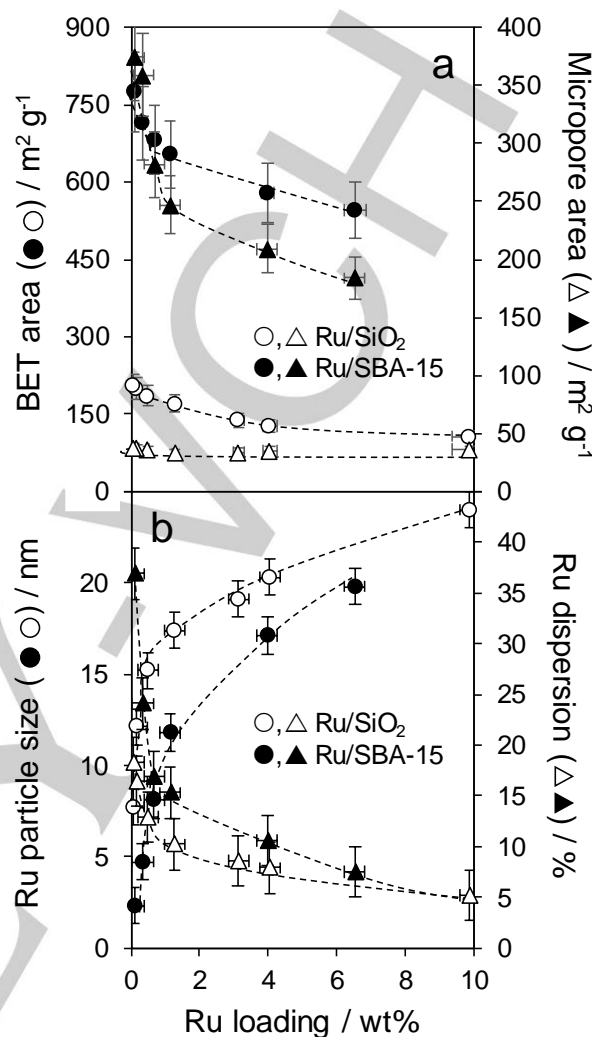 a
900
750
600
450
300
150
0
BET area (●○) / m² g⁻¹
400
350
300
250
200
150
100
50
0
Micropore area (△▲) / m² g⁻¹
○, △ Ru/SiO₂
●, ▲ Ru/SBA-15
b
20
15
10
5
0
Ru particle size (●○) / nm
40
35
30
25
20
15
10
5
0
Ru dispersion (△▲) / %
○, △ Ru/SiO₂
●, ▲ Ru/SBA-15
0 2 4 6 8 10
Ru loading / wt%